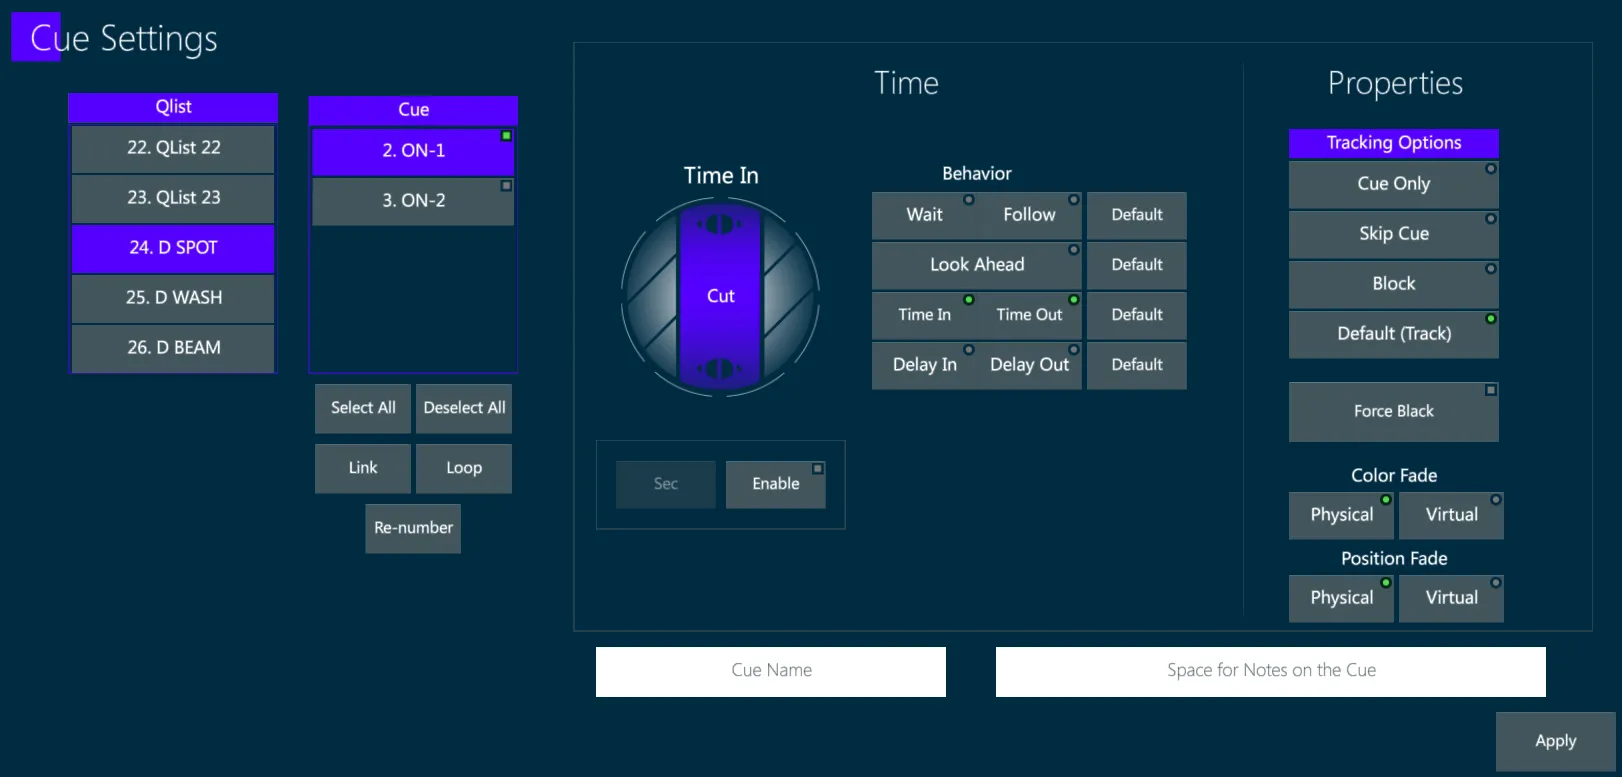 Cue Settings
Qlist
22. QList 22
23. QList 23
24. D SPOT
25. D WASH
26. D BEAM
Cue
2. ON-1
3. ON-2
Select All
Deselect All
Link
Loop
Re-number
Time
Time In
Cut
Sec
Enable
Behavior
Wait
Follow
Default
Look Ahead
Default
Time In
Time Out
Default
Delay In
Delay Out
Default
Properties
Tracking Options
Cue Only
Skip Cue
Block
Default (Track)
Force Black
Color Fade
Physical
Virtual
Position Fade
Physical
Virtual
Cue Name
Space for Notes on the Cue
Apply